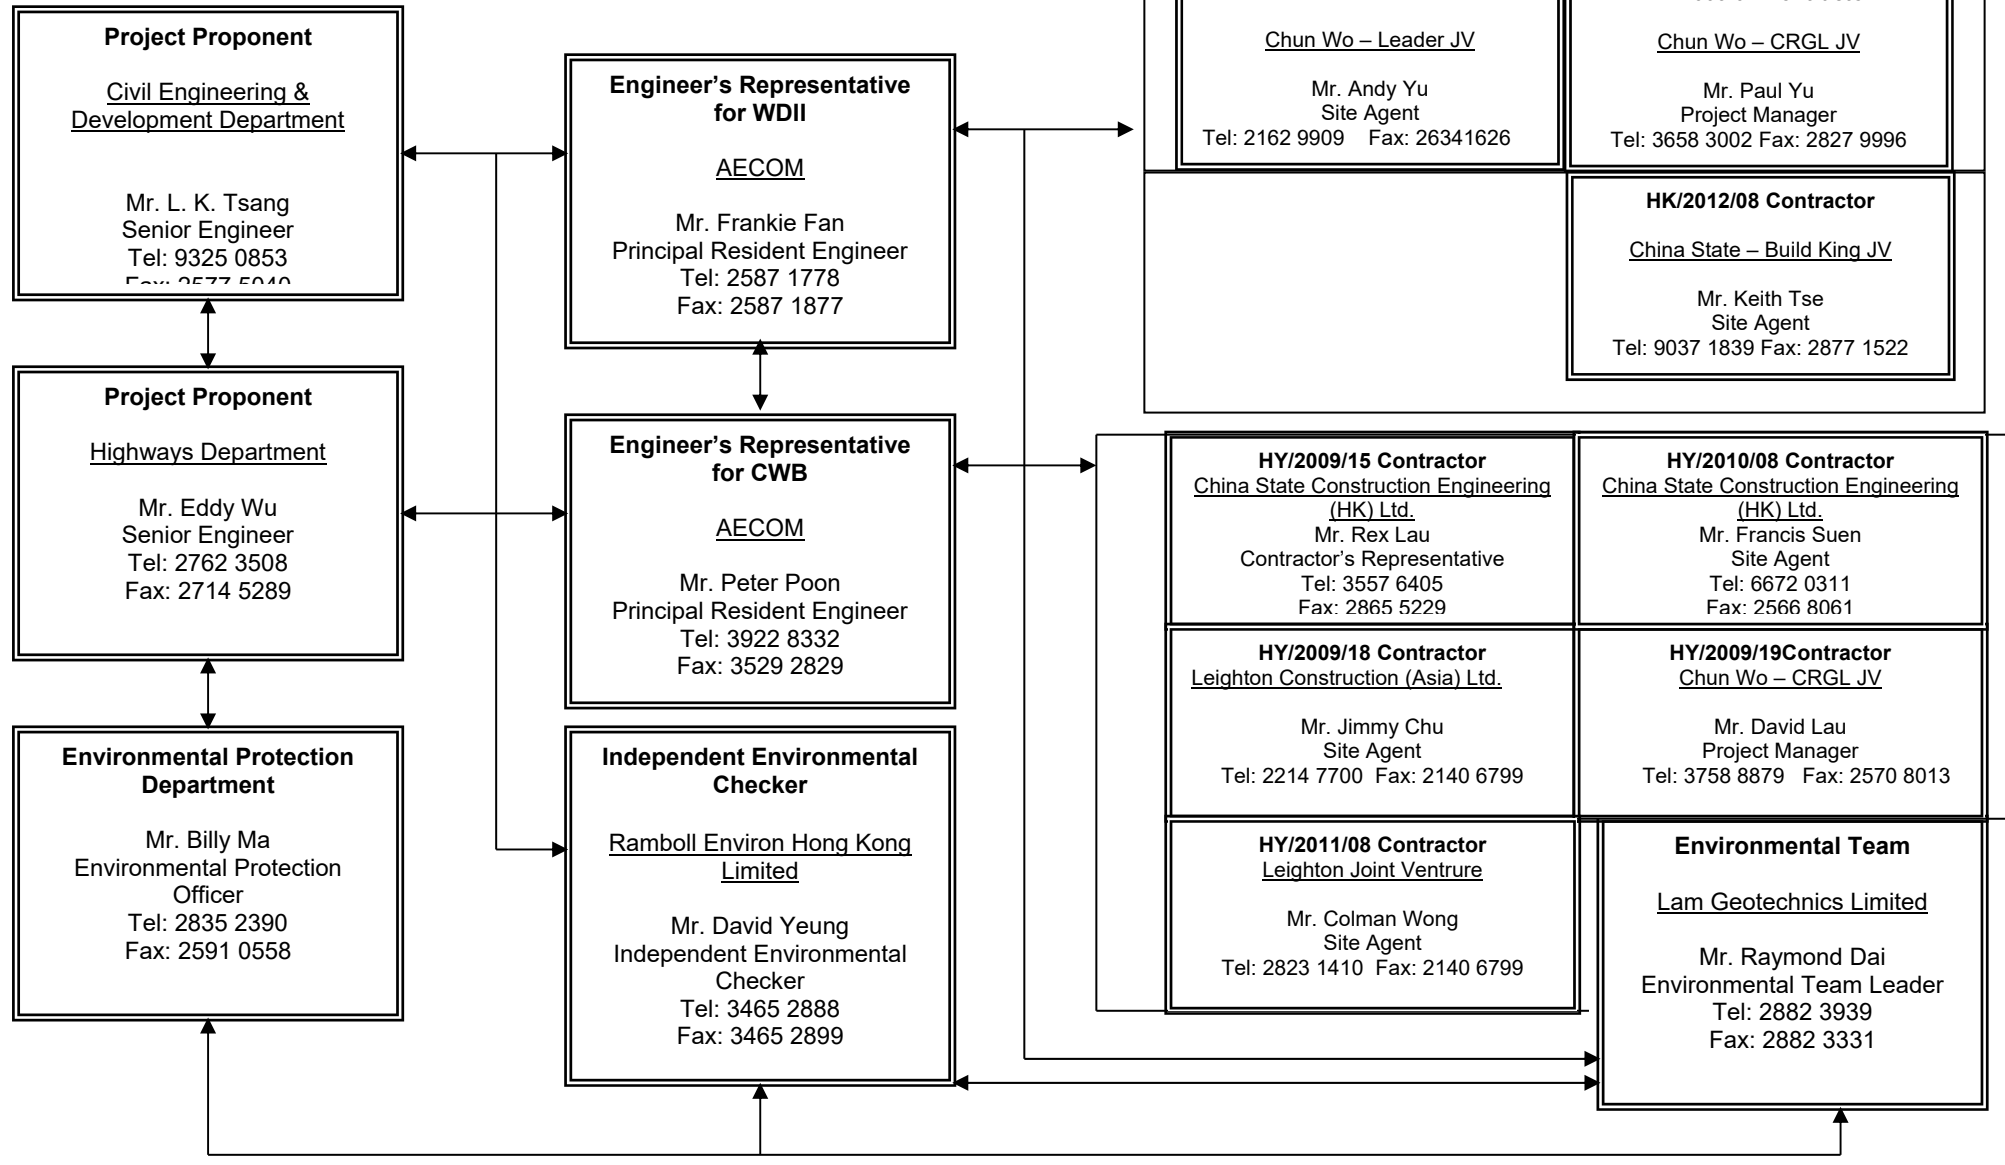 Project Proponent
Civil Engineering &
Development Department
Mr. L. K. Tsang
Senior Engineer
Tel: 9325 0853
Project Proponent
Highways Department
Mr. Eddy Wu
Senior Engineer
Tel: 2762 3508
Fax: 2714 5289
Environmental Protection
Department
Mr. Billy Ma
Environmental Protection
Officer
Tel: 2835 2390
Fax: 2591 0558
Engineer’s Representative
for WDII
AECOM
Mr. Frankie Fan
Principal Resident Engineer
Tel: 2587 1778
Fax: 2587 1877
Engineer’s Representative
for CWB
AECOM
Mr. Peter Poon
Principal Resident Engineer
Tel: 3922 8332
Fax: 3529 2829
Independent Environmental
Checker
Ramboll Environ Hong Kong
Limited
Mr. David Yeung
Independent Environmental
Checker
Tel: 3465 2888
Fax: 3465 2899
Chun Wo – Leader JV
Mr. Andy Yu
Site Agent
Tel: 2162 9909 Fax: 26341626
Chun Wo – CRGL JV
Mr. Paul Yu
Project Manager
Tel: 3658 3002 Fax: 2827 9996
HK/2012/08 Contractor
China State – Build King JV
Mr. Keith Tse
Site Agent
Tel: 9037 1839 Fax: 2877 1522
HY/2009/15 Contractor
China State Construction Engineering
(HK) Ltd.
Mr. Rex Lau
Contractor’s Representative
Tel: 3557 6405
Fax: 2865 5229
HY/2010/08 Contractor
China State Construction Engineering
(HK) Ltd.
Mr. Francis Suen
Site Agent
Tel: 6672 0311
Fax: 2566 8061
HY/2009/18 Contractor
Leighton Construction (Asia) Ltd.
Mr. Jimmy Chu
Site Agent
Tel: 2214 7700 Fax: 2140 6799
HY/2009/19Contractor
Chun Wo – CRGL JV
Mr. David Lau
Project Manager
Tel: 3758 8879 Fax: 2570 8013
HY/2011/08 Contractor
Leighton Joint Ventrure
Mr. Colman Wong
Site Agent
Tel: 2823 1410 Fax: 2140 6799
Environmental Team
Lam Geotechnics Limited
Mr. Raymond Dai
Environmental Team Leader
Tel: 2882 3939
Fax: 2882 3331